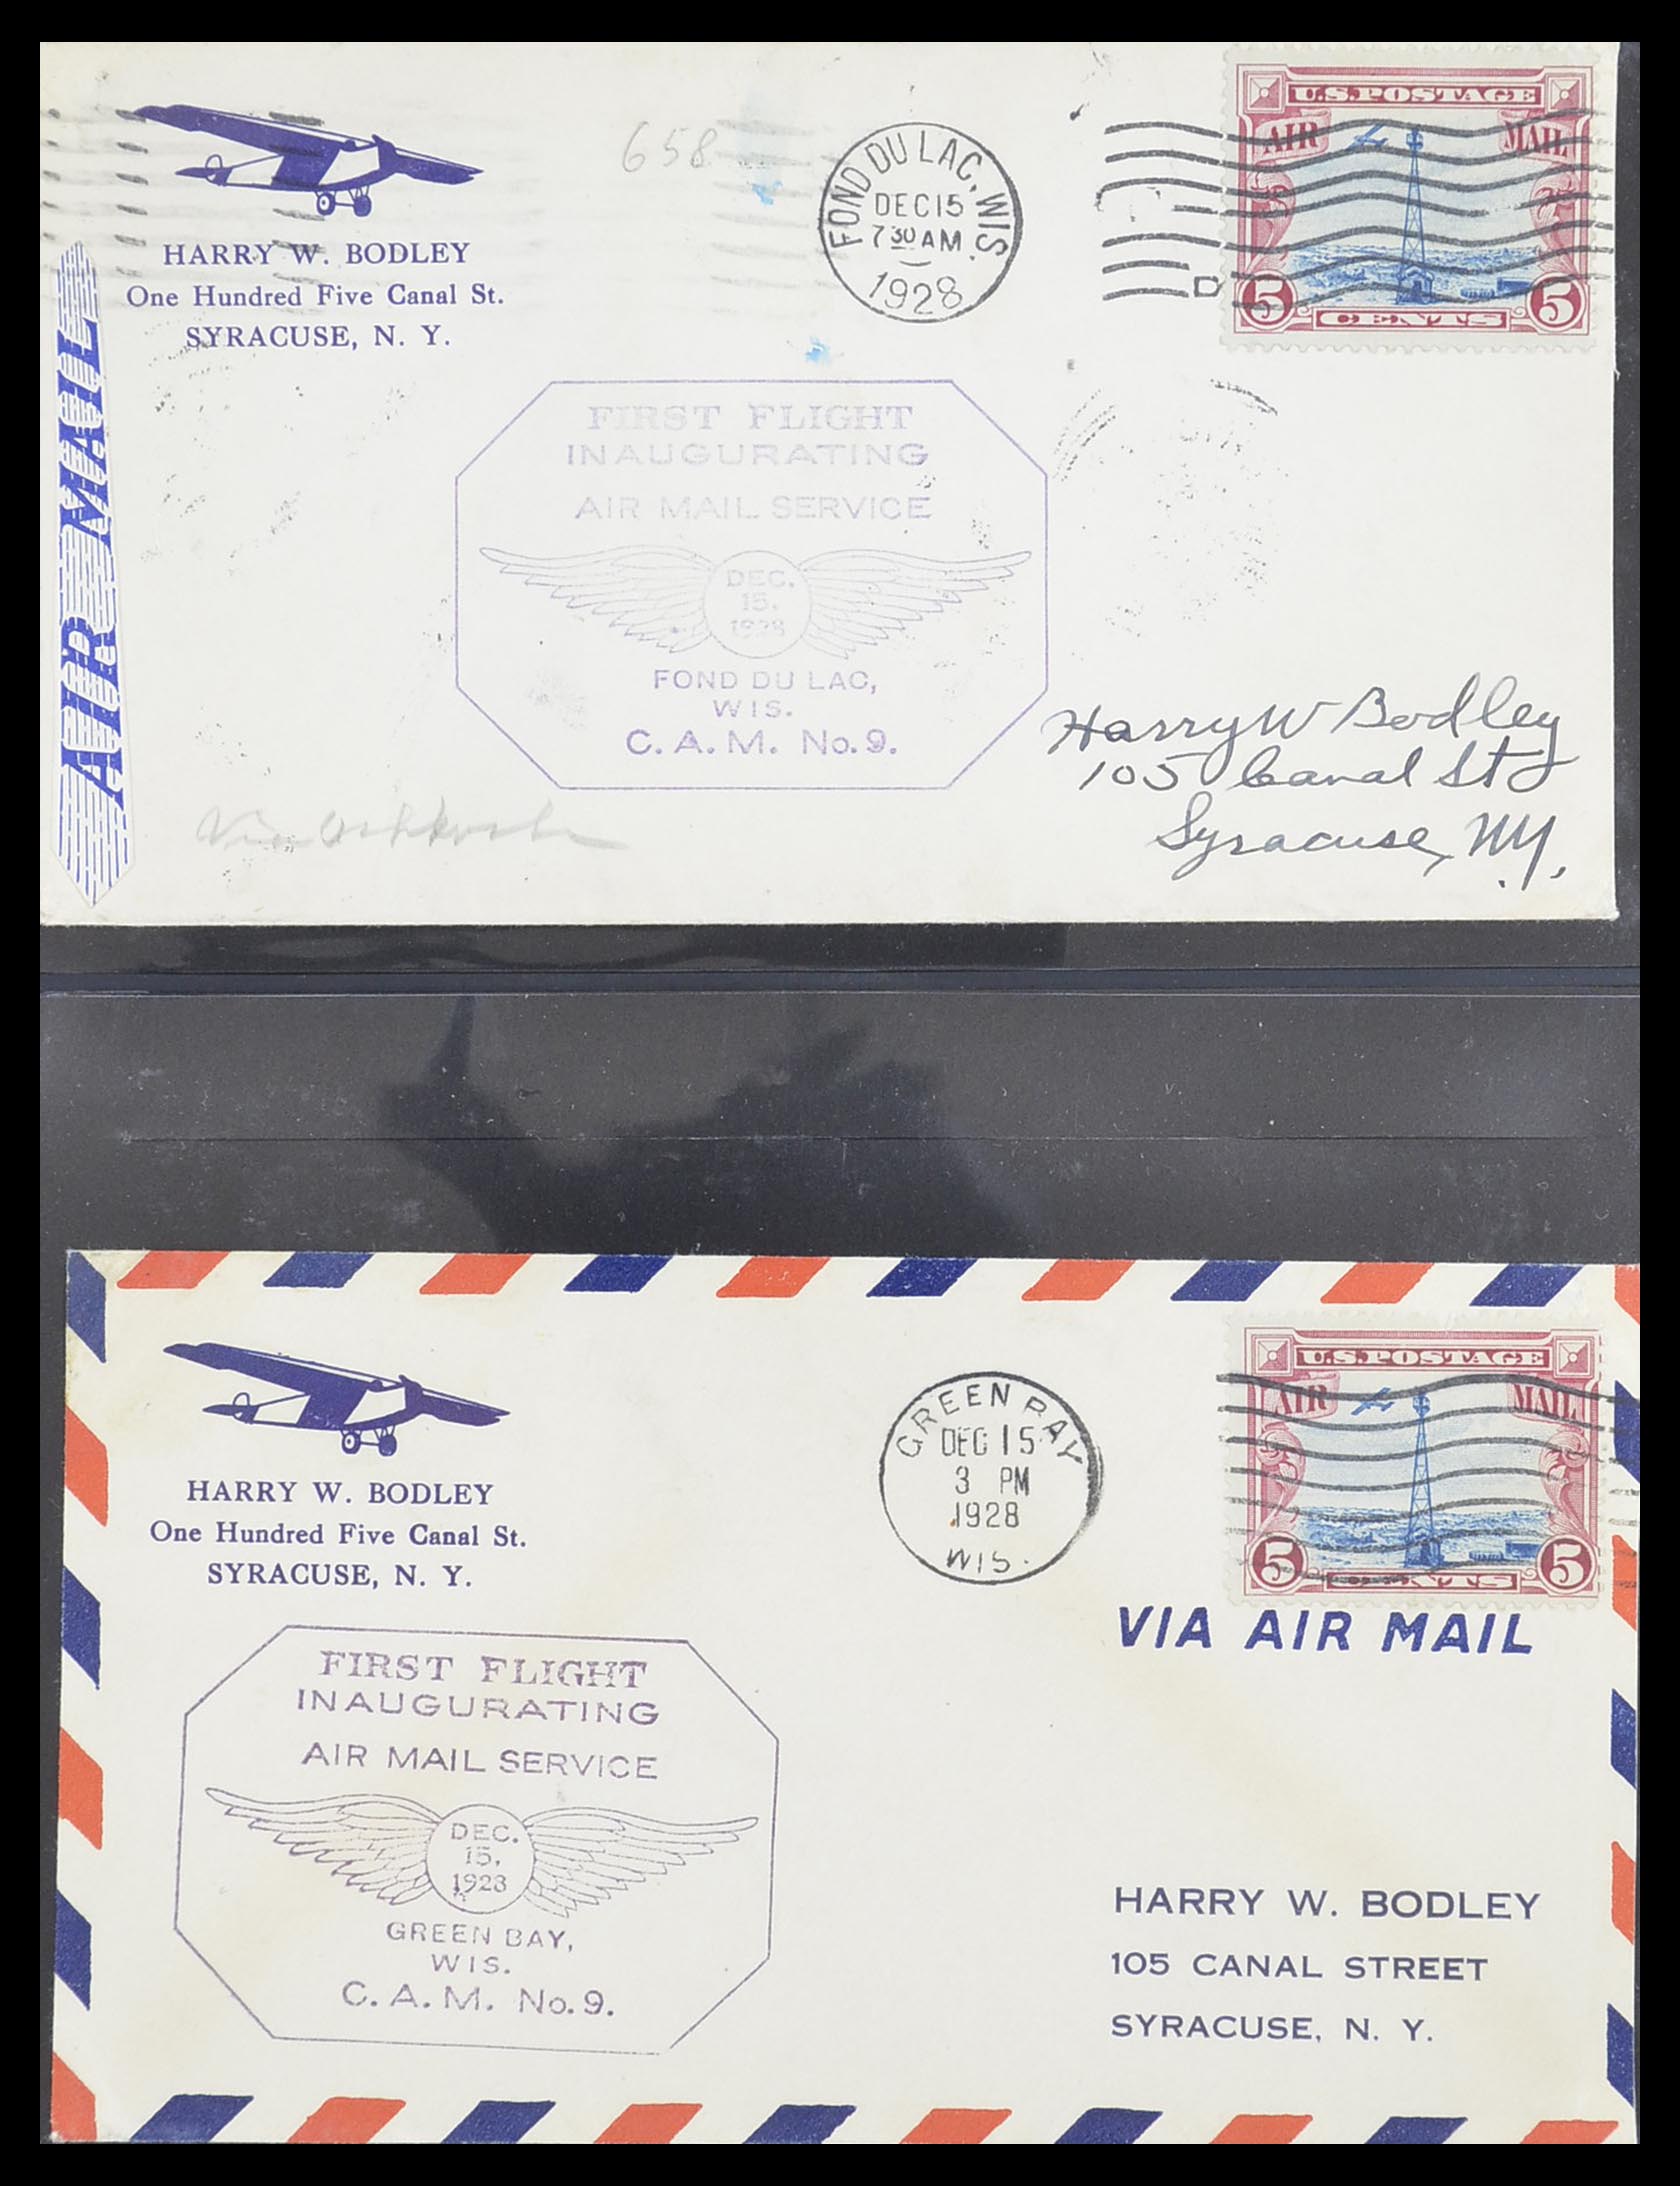 HARRY W. BODLEY
One Hundred Five Canal St.
SYRACUSE, N. Y.
658
FOND DU LAC, WIS.
DEC 15
7 30 AM
1928
U.S. POSTAGE
AIR MAIL
5 5
CENTS
AIR MAIL
FIRST FLIGHT
INAUGURATING
AIR MAIL SERVICE
DEC.
15.
1928
FOND DU LAC,
WIS.
C. A. M. No. 9.
Harry W Bodley
105 Canal St
Syracuse, NY.
Via Oshkosh
HARRY W. BODLEY
One Hundred Five Canal St.
SYRACUSE, N. Y.
GREEN BAY
DEC 15
3 PM
1928
WIS.
U.S. POSTAGE
AIR MAIL
5 5
CENTS
VIA AIR MAIL
FIRST FLIGHT
INAUGURATING
AIR MAIL SERVICE
DEC.
15.
1928
GREEN BAY,
WIS.
C. A. M. No. 9.
HARRY W. BODLEY
105 CANAL STREET
SYRACUSE, N. Y.